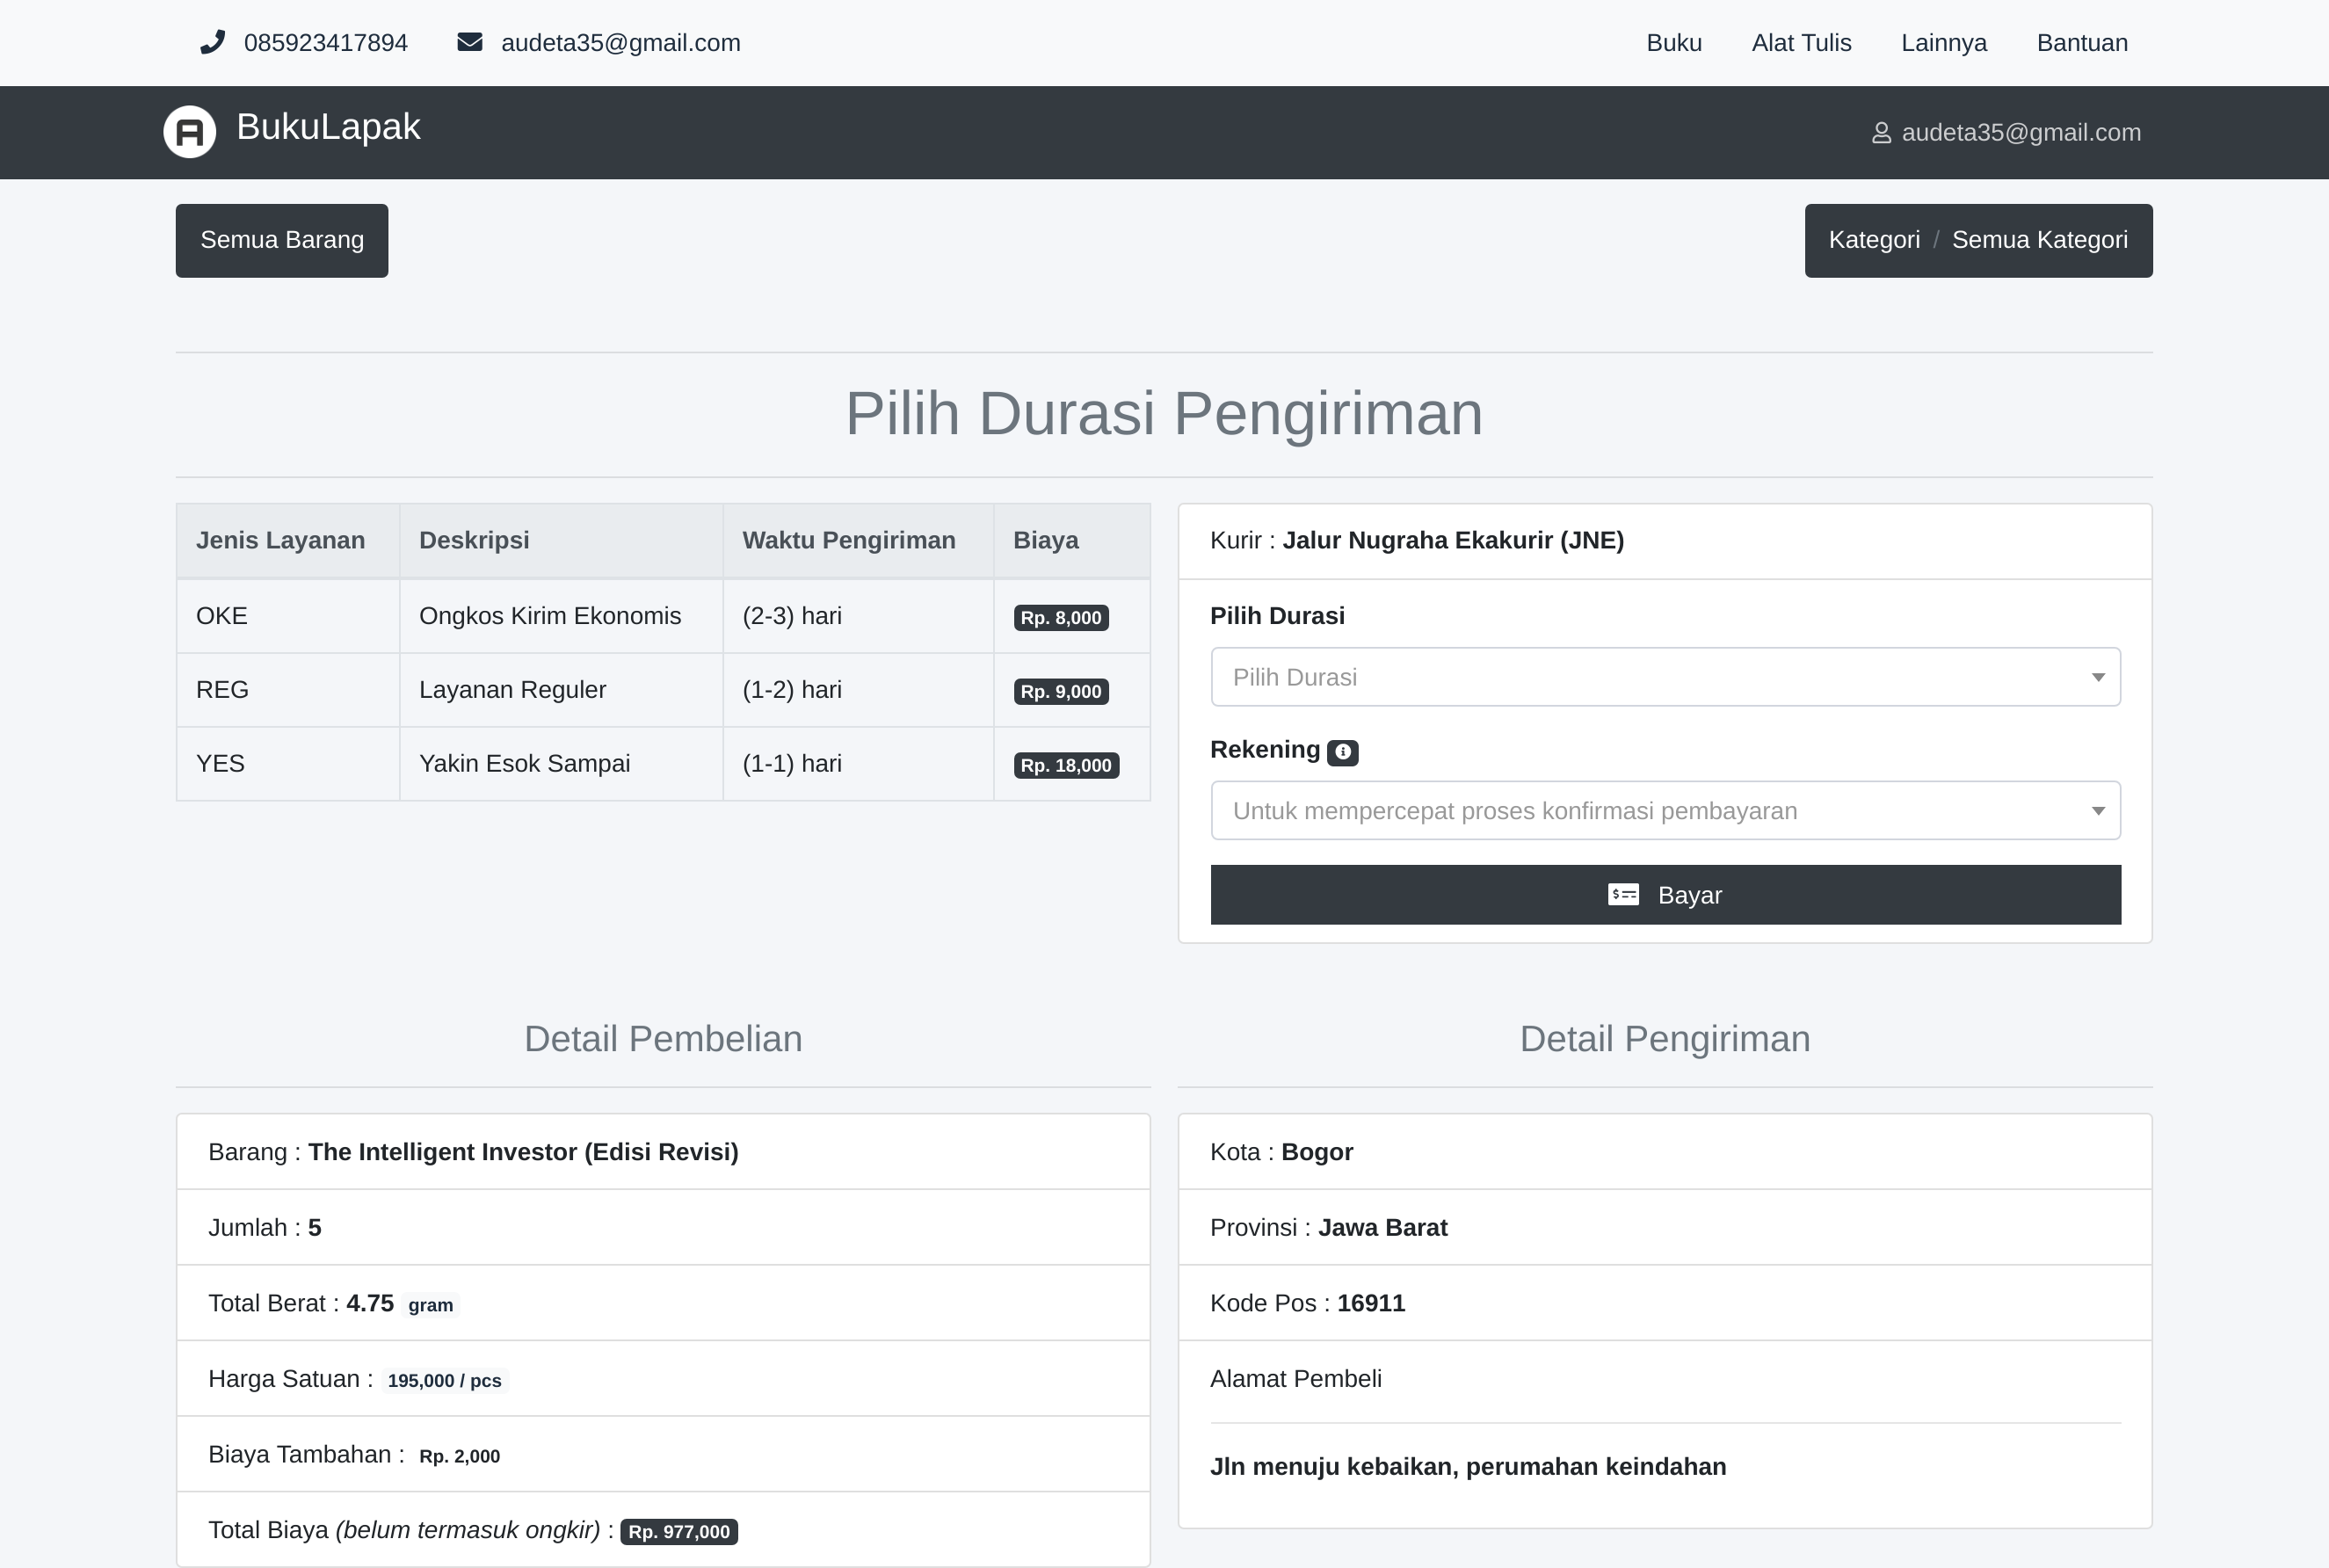 085923417894 audeta35@gmail.com Buku Alat Tulis Lainnya Bantuan
BukuLapak audeta35@gmail.com
Semua Barang Kategori / Semua Kategori
Pilih Durasi Pengiriman
Jenis Layanan Deskripsi Waktu Pengiriman Biaya
OKE Ongkos Kirim Ekonomis (2-3) hari Rp. 8,000
REG Layanan Reguler (1-2) hari Rp. 9,000
YES Yakin Esok Sampai (1-1) hari Rp. 18,000
Kurir : Jalur Nugraha Ekakurir (JNE)
Pilih Durasi
Pilih Durasi
Rekening
Untuk mempercepat proses konfirmasi pembayaran
Bayar
Detail Pembelian
Barang : The Intelligent Investor (Edisi Revisi)
Jumlah : 5
Total Berat : 4.75 gram
Harga Satuan : 195,000 / pcs
Biaya Tambahan : Rp. 2,000
Total Biaya (belum termasuk ongkir) : Rp. 977,000
Detail Pengiriman
Kota : Bogor
Provinsi : Jawa Barat
Kode Pos : 16911
Alamat Pembeli
Jln menuju kebaikan, perumahan keindahan